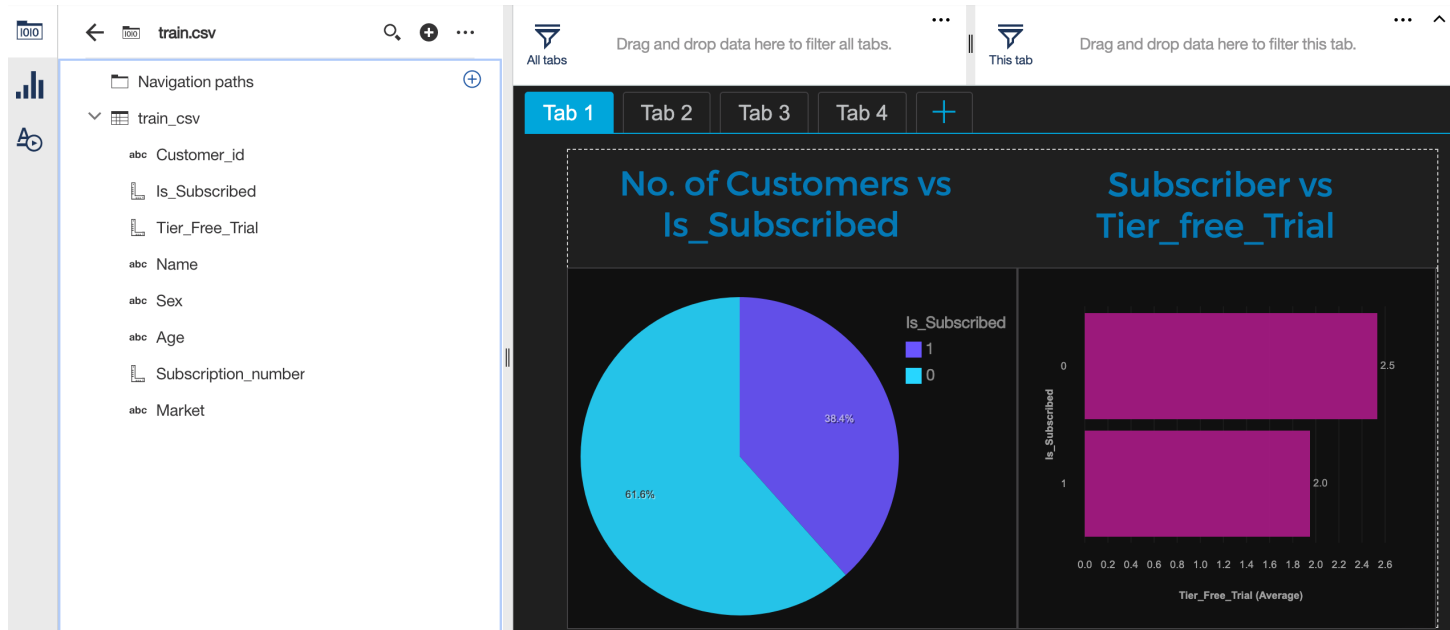 train.csv
Navigation paths
train_csv
abc Customer_id
Is_Subscribed
Tier_Free_Trial
abc Name
abc Sex
abc Age
Subscription_number
abc Market
All tabs
Drag and drop data here to filter all tabs.
This tab
Drag and drop data here to filter this tab.
Tab 1 Tab 2 Tab 3 Tab 4
No. of Customers vs
Is_Subscribed
Subscriber vs
Tier_free_Trial
Is_Subscribed
1
0
38.4%
61.6%
Is_Subscribed
0
2.5
1
2.0
0.0 0.2 0.4 0.6 0.8 1.0 1.2 1.4 1.6 1.8 2.0 2.2 2.4 2.6
Tier_Free_Trial (Average)